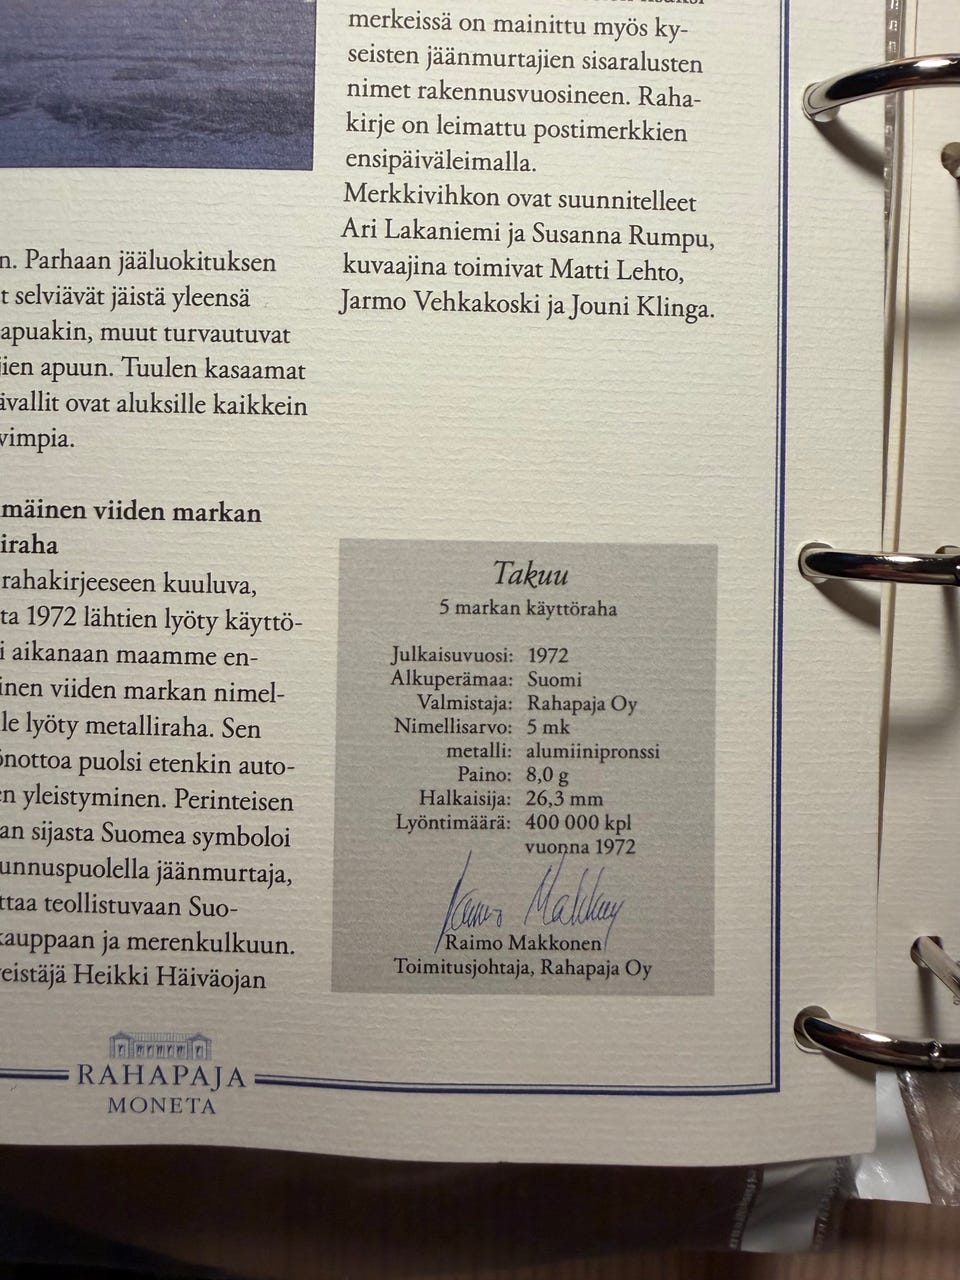 n. Parhaan jääluokituksen
t selviävät jäistä yleensä
apuakin, muut turvautuvat
jien apuun. Tuulen kasaamat
ävallit ovat aluksille kaikkein
vimpia.
mäinen viiden markan
iraha
rahakirjeeseen kuuluva,
ta 1972 lähtien lyöty käyttö-
i aikanaan maamme en-
inen viiden markan nimel-
le lyöty metalliraha. Sen
önottoa puolsi etenkin auto-
en yleistyminen. Perinteisen
an sijasta Suomea symboloi
unnuspuolella jäänmurtaja,
ttaa teollistuvaan Suo-
kauppaan ja merenkulkuun.
eistäjä Heikki Häiväojan
merkeissä on mainittu myös ky-
seisten jäänmurtajien sisaralusten
nimet rakennusvuosineen. Raha-
kirje on leimattu postimerkkien
ensipäiväleimalla.
Merkkivihkon ovat suunnitelleet
Ari Lakaniemi ja Susanna Rumpu,
kuvaajina toimivat Matti Lehto,
Jarmo Vehkakoski ja Jouni Klinga.
Takuu
5 markan käyttöraha
Julkaisuvuosi: 1972
Alkuperämaa: Suomi
Valmistaja: Rahapaja Oy
Nimellisarvo: 5 mk
metalli: alumiinipronssi
Paino: 8,0 g
Halkaisija: 26,3 mm
Lyöntimäärä: 400 000 kpl
vuonna 1972
Raimo Makkonen
Toimitusjohtaja, Rahapaja Oy
RAHAPAJA
MONETA